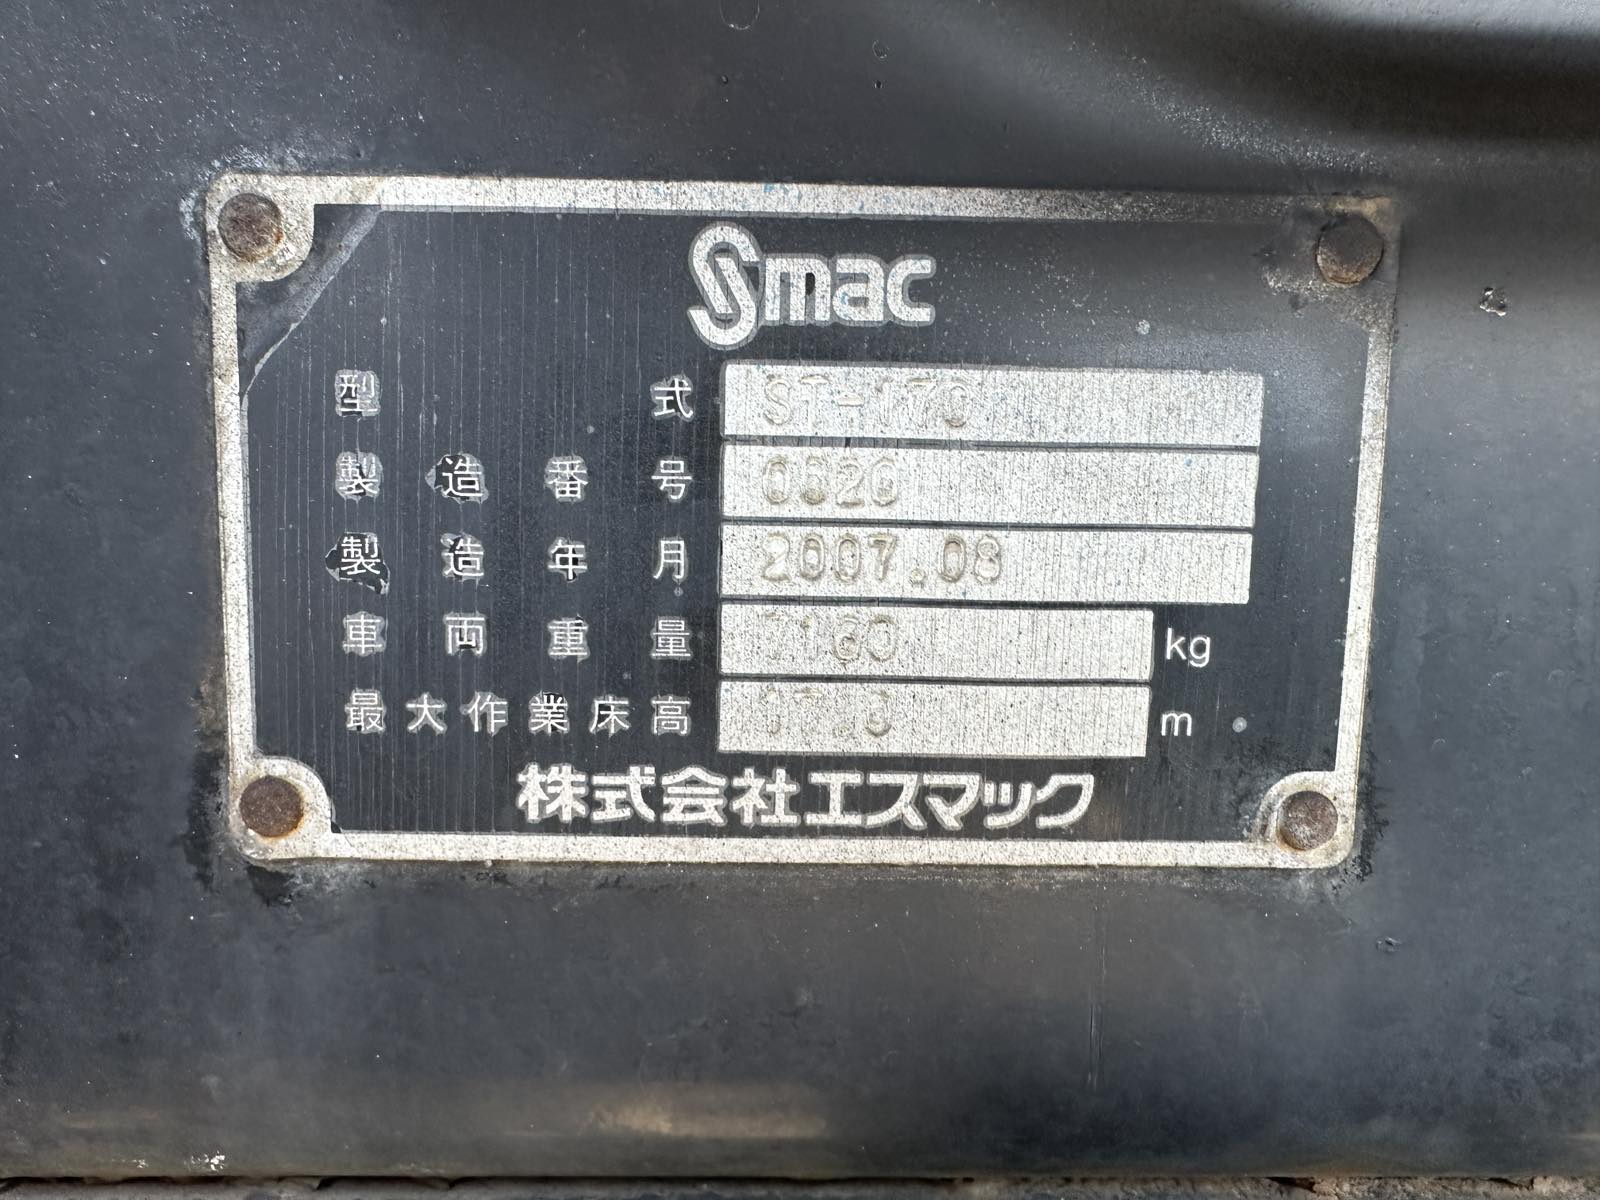 Smac
型式 ST-170
製造番号
製造年月 2007.08
車両重量 kg
最大作業床高 m
株式会社エスマック